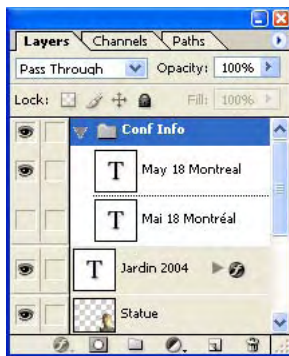 Layers Channels Paths
Pass Through Opacity: 100%
Lock: Fill: 100%
Conf Info
T May 18 Montreal
T Mai 18 Montréal
T Jardin 2004
Statue